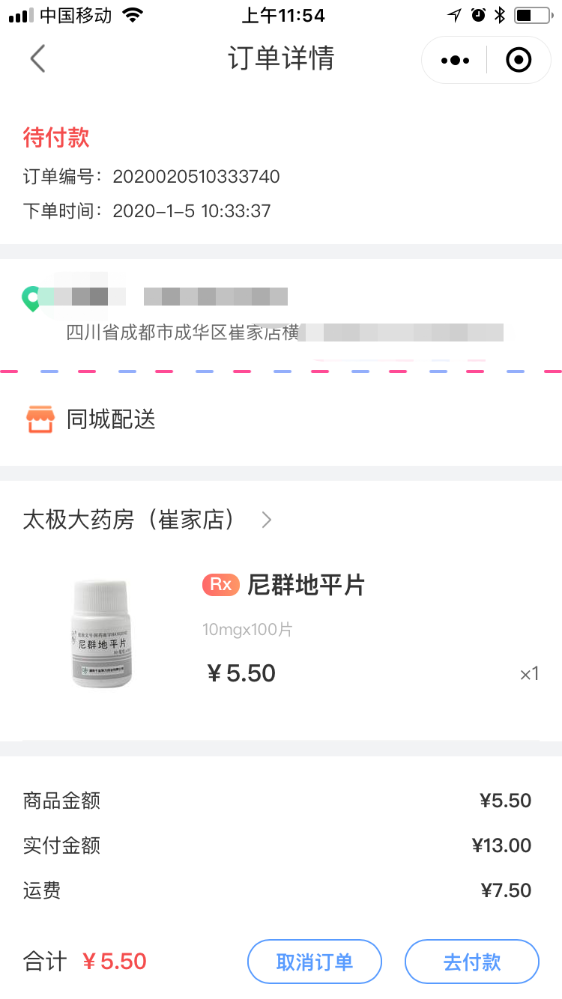 中国移动 上午11:54
订单详情
待付款
订单编号：2020020510333740
下单时间：2020-1-5 10:33:37
四川省成都市成华区崔家店横
同城配送
太极大药房（崔家店）
Rx 尼群地平片
10mgx100片
¥5.50 ×1
尼群地平片
商品金额 ¥5.50
实付金额 ¥13.00
运费 ¥7.50
合计 ¥5.50 取消订单 去付款